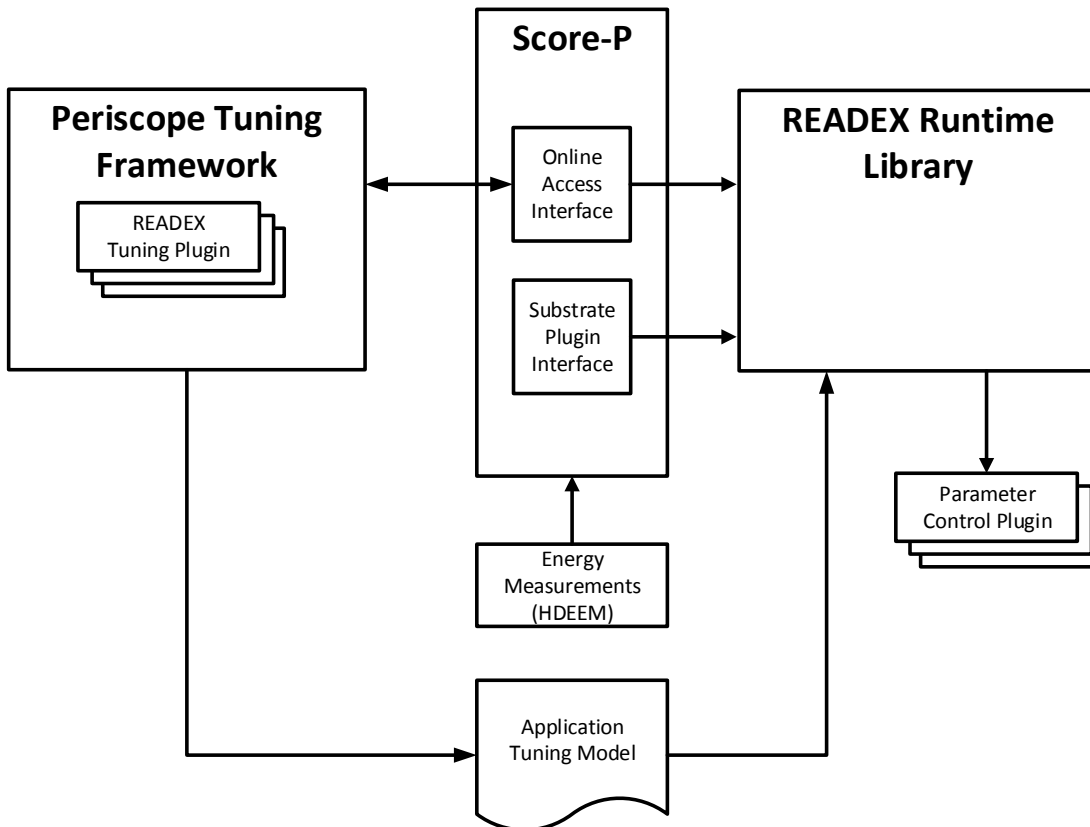 Score-P
Periscope Tuning
Framework
READEX
Tuning Plugin
Online
Access
Interface
Substrate
Plugin
Interface
READEX Runtime
Library
Parameter
Control Plugin
Energy
Measurements
(HDEEM)
Application
Tuning Model